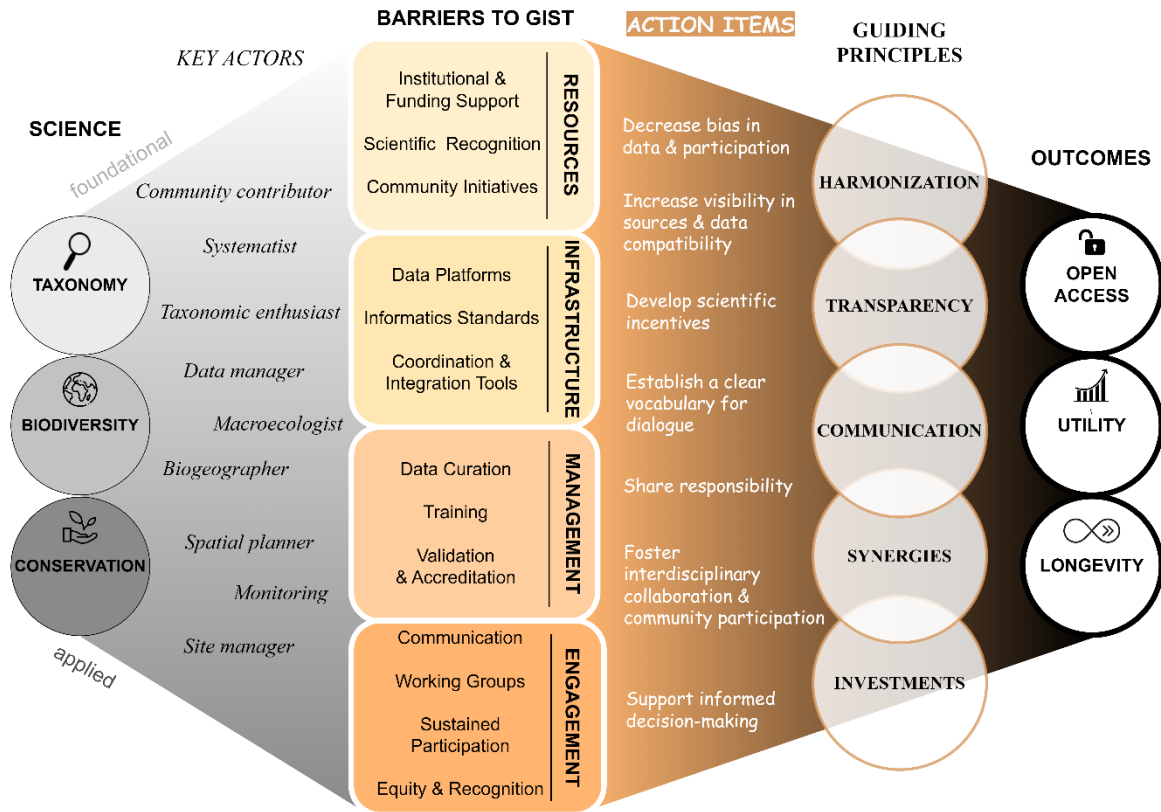 BARRIERS TO GIST
ACTION ITEMS
GUIDING
PRINCIPLES
KEY ACTORS
SCIENCE
OUTCOMES
foundational
applied
TAXONOMY
BIODIVERSITY
CONSERVATION
Community contributor
Systematist
Taxonomic enthusiast
Data manager
Macroecologist
Biogeographer
Spatial planner
Monitoring
Site manager
Institutional &
Funding Support
Scientific Recognition
Community Initiatives
RESOURCES
Data Platforms
Informatics Standards
Coordination &
Integration Tools
INFRASTRUCTURE
Data Curation
Training
Validation
& Accreditation
MANAGEMENT
Communication
Working Groups
Sustained
Participation
Equity & Recognition
ENGAGEMENT
Decrease bias in
data & participation
Increase visibility in
sources & data
compatibility
Develop scientific
incentives
Establish a clear
vocabulary for
dialogue
Share responsibility
Foster
interdisciplinary
collaboration &
community participation
Support informed
decision-making
HARMONIZATION
TRANSPARENCY
COMMUNICATION
SYNERGIES
INVESTMENTS
OPEN
ACCESS
UTILITY
LONGEVITY